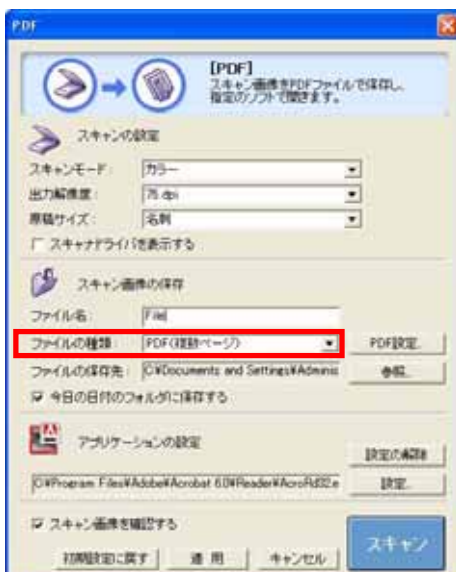 PDF
[PDF]
スキャン画像をPDFファイルで保存し、
指定のソフトで開きます。
スキャンの設定
スキャンモード: カラー
出力解像度: 75 dpi
原稿サイズ: 名刺
スキャナドライバを表示する
スキャン画像の保存
ファイル名: File
ファイルの種類: PDF(複数ページ) PDF設定...
ファイルの保存先: C:¥Documents and Settings¥Adminis 参照...
今日の日付のフォルダに保存する
アプリケーションの設定
設定の解除
C:¥Program Files¥Adobe¥Acrobat 6.0¥Reader¥AcroRd32.e 設定...
スキャン画像を確認する
スキャン
初期設定に戻す 適用 キャンセル